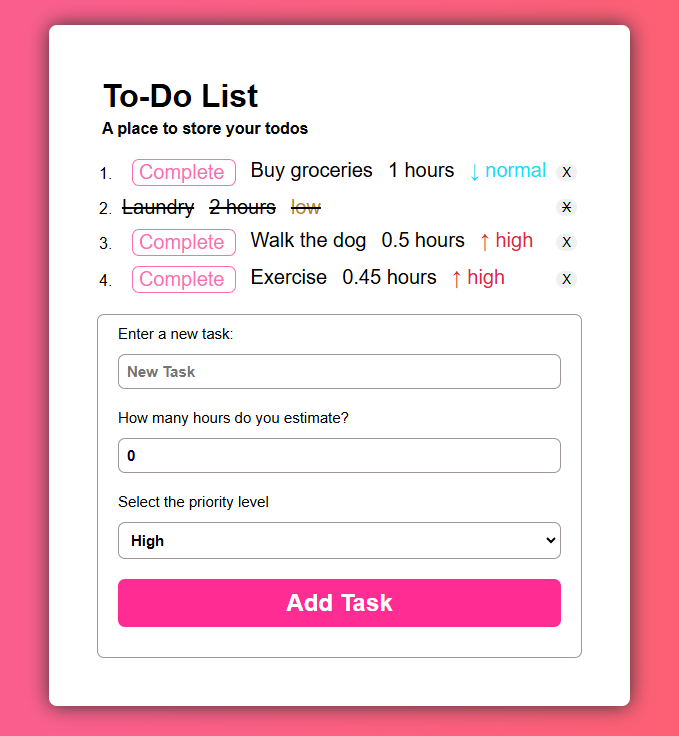 To-Do List
A place to store your todos
1. Complete Buy groceries 1 hours ↓ normal X
2. Laundry 2 hours low X
3. Complete Walk the dog 0.5 hours ↑ high X
4. Complete Exercise 0.45 hours ↑ high X
Enter a new task:
New Task
How many hours do you estimate?
0
Select the priority level
High
Add Task